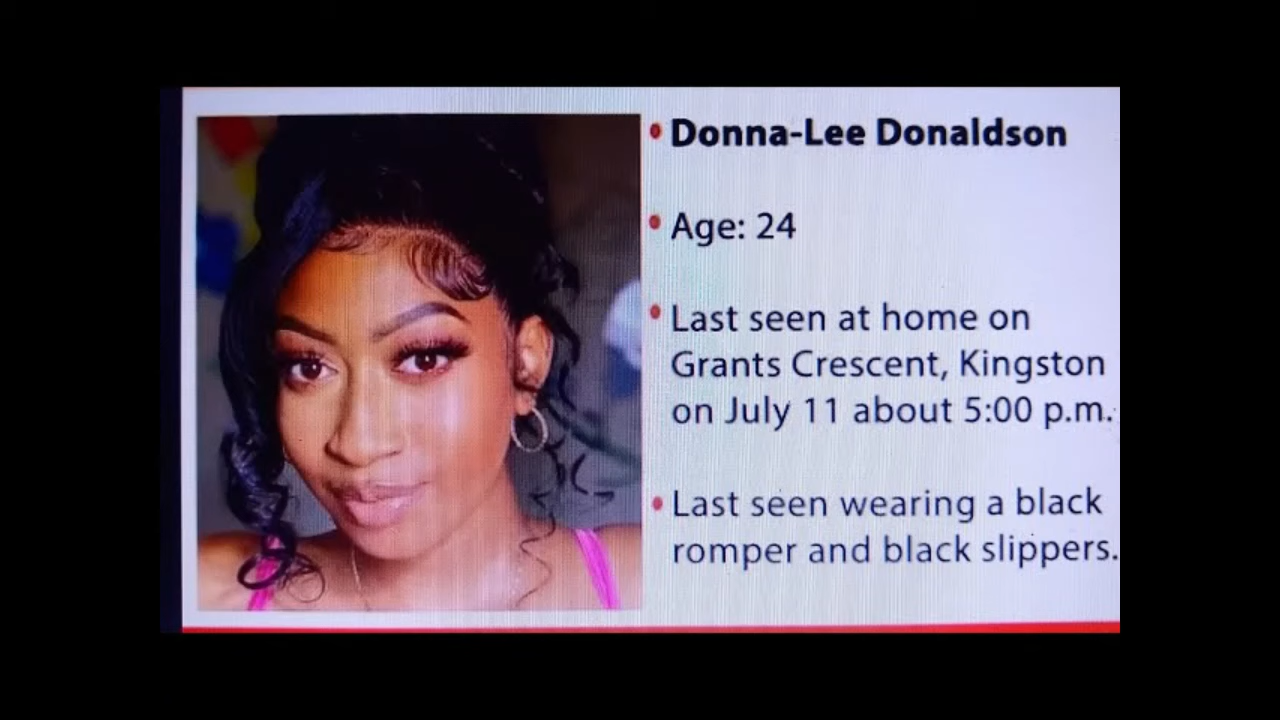 Donna-Lee Donaldson
Age: 24
Last seen at home on
Grants Crescent, Kingston
on July 11 about 5:00 p.m.
Last seen wearing a black
romper and black slippers.